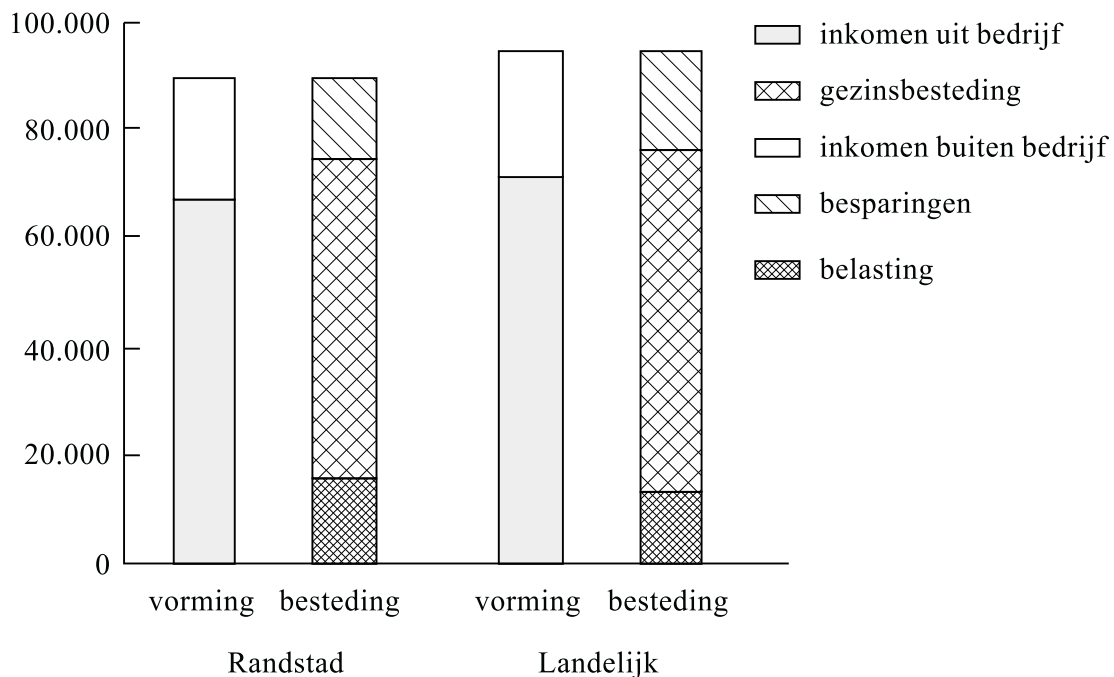 100.000
80.000
60.000
40.000
20.000
0
vorming besteding vorming besteding
Randstad Landelijk
inkomen uit bedrijf
gezinsbesteding
inkomen buiten bedrijf
besparingen
belasting